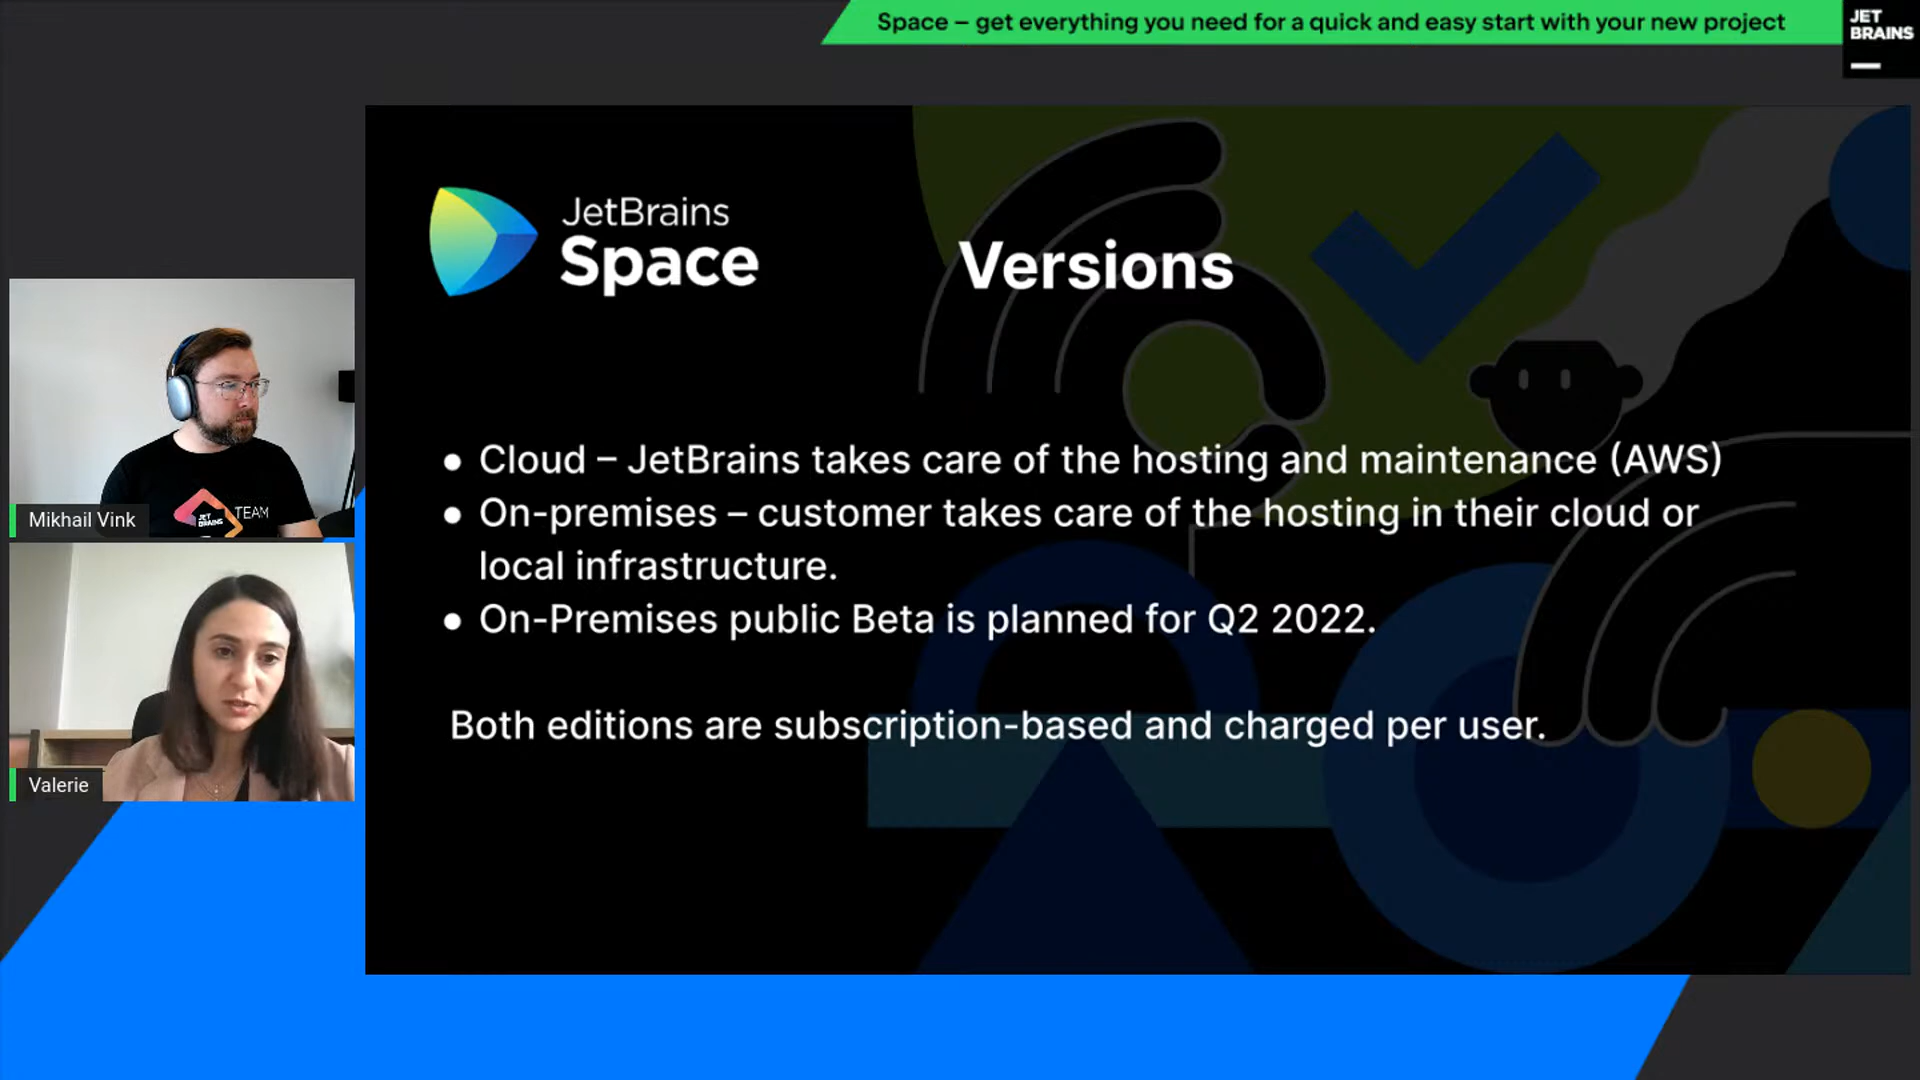 Space – get everything you need for a quick and easy start with your new project
JET
BRAINS
JetBrains
Space
Versions
● Cloud – JetBrains takes care of the hosting and maintenance (AWS)
● On-premises – customer takes care of the hosting in their cloud or
local infrastructure.
● On-Premises public Beta is planned for Q2 2022.
Both editions are subscription-based and charged per user.
JET
BRAINS
TEAM
Mikhail Vink
Valerie